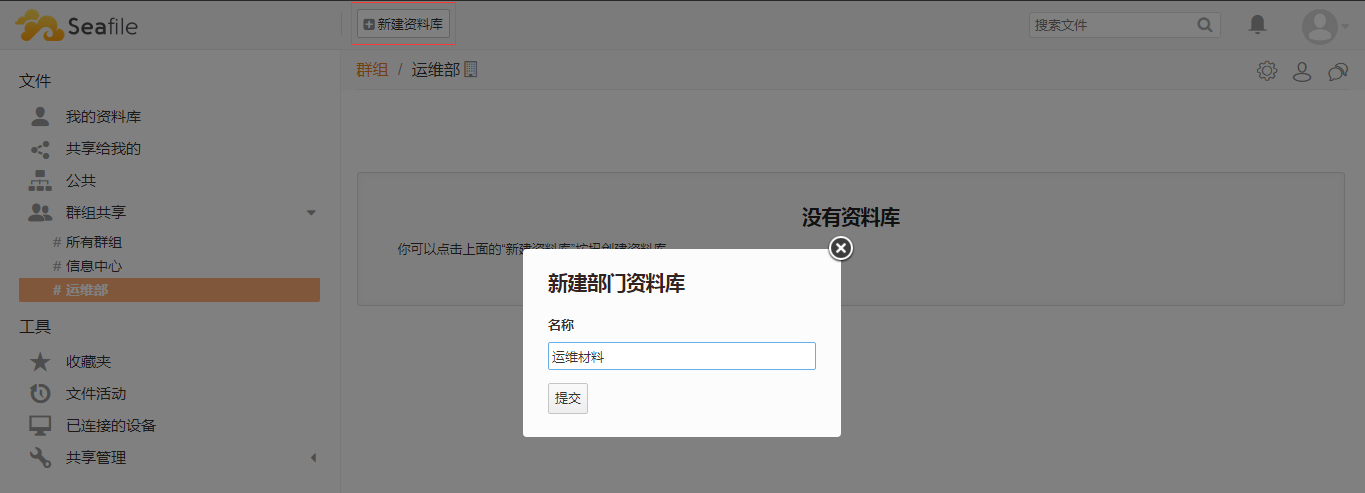 Seafile
新建资料库
搜索文件
文件
我的资料库
共享给我的
公共
群组共享
# 所有群组
# 信息中心
# 运维部
工具
收藏夹
文件活动
已连接的设备
共享管理
群组 / 运维部
没有资料库
你可以点击上面的“新建资料库”按钮创建资料库
新建部门资料库
名称
运维材料
提交